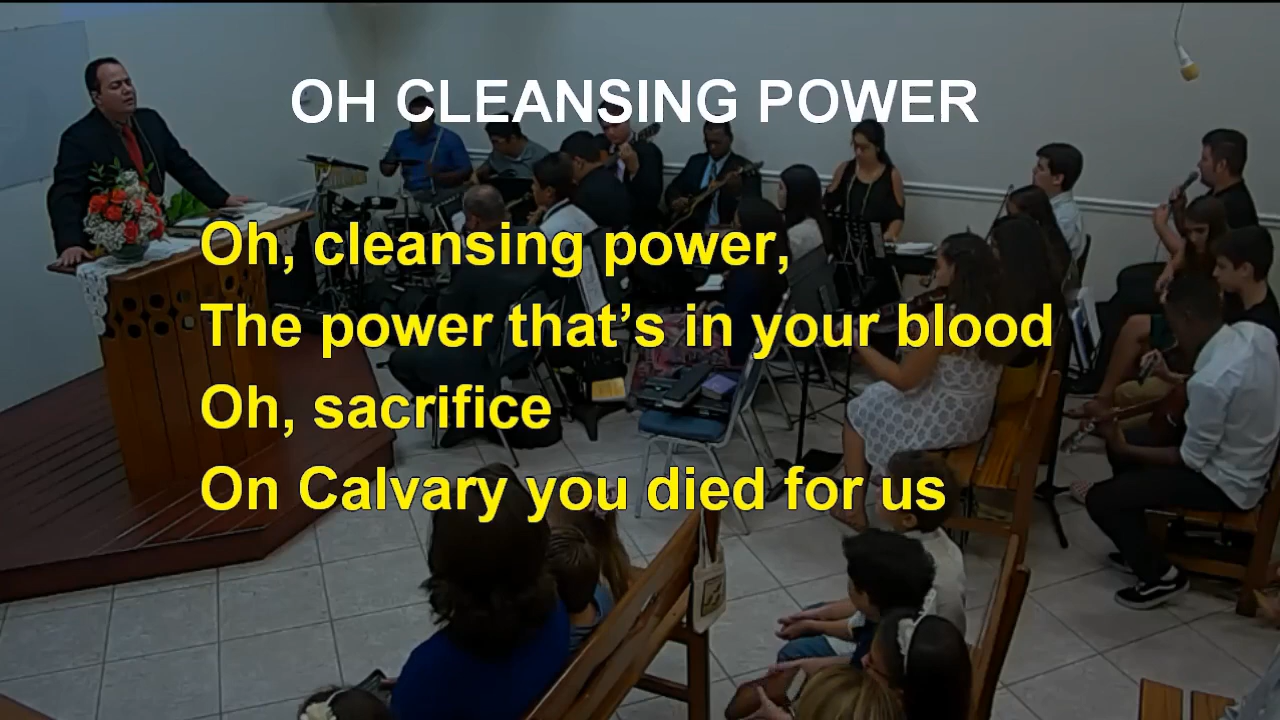 OH CLEANSING POWER
Oh, cleansing power,
The power that’s in your blood
Oh, sacrifice
On Calvary you died for us